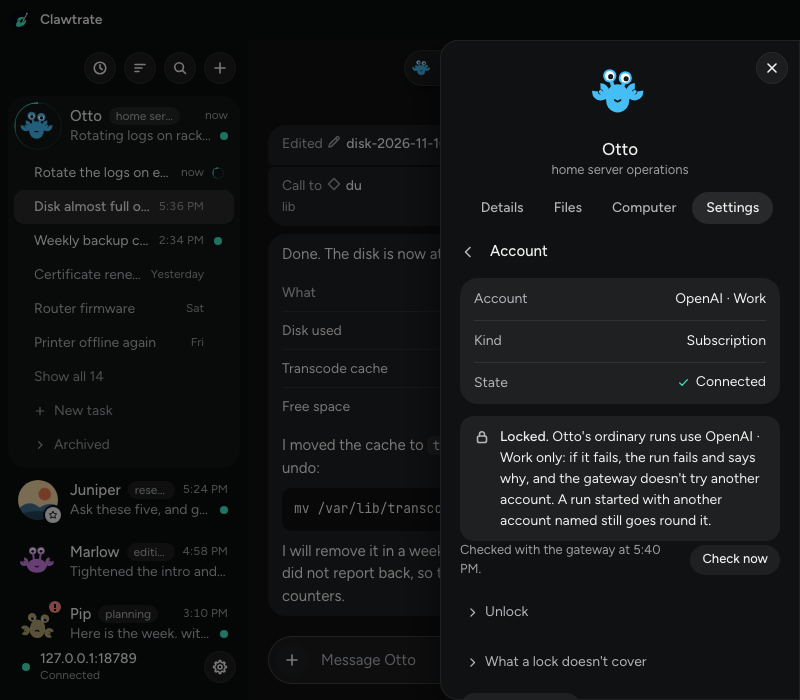 Clawtrate
Otto home ser... now
Rotating logs on rack...
Rotate the logs on e... now
Disk almost full o... 5:36 PM
Weekly backup c... 2:34 PM
Certificate rene... Yesterday
Router firmware Sat
Printer offline again Fri
Show all 14
+ New task
Archived
Juniper rese... 5:24 PM
Ask these five, and g...
Marlow editi... 4:58 PM
Tightened the intro and...
Pip planning 3:10 PM
Here is the week. wit...
127.0.0.1:18789
Connected
Edited disk-2026-11-1
Call to du
lib
Done. The disk is now at
What
Disk used
Transcode cache
Free space
I moved the cache to
undo:
mv /var/lib/transco
I will remove it in a week
did not report back, so
counters.
Message Otto
Otto
home server operations
Details Files Computer Settings
Account
Account OpenAI · Work
Kind Subscription
State Connected
Locked. Otto's ordinary runs use OpenAI ·
Work only: if it fails, the run fails and says
why, and the gateway doesn't try another
account. A run started with another
account named still goes round it.
Checked with the gateway at 5:40
PM.
Check now
Unlock
What a lock doesn't cover